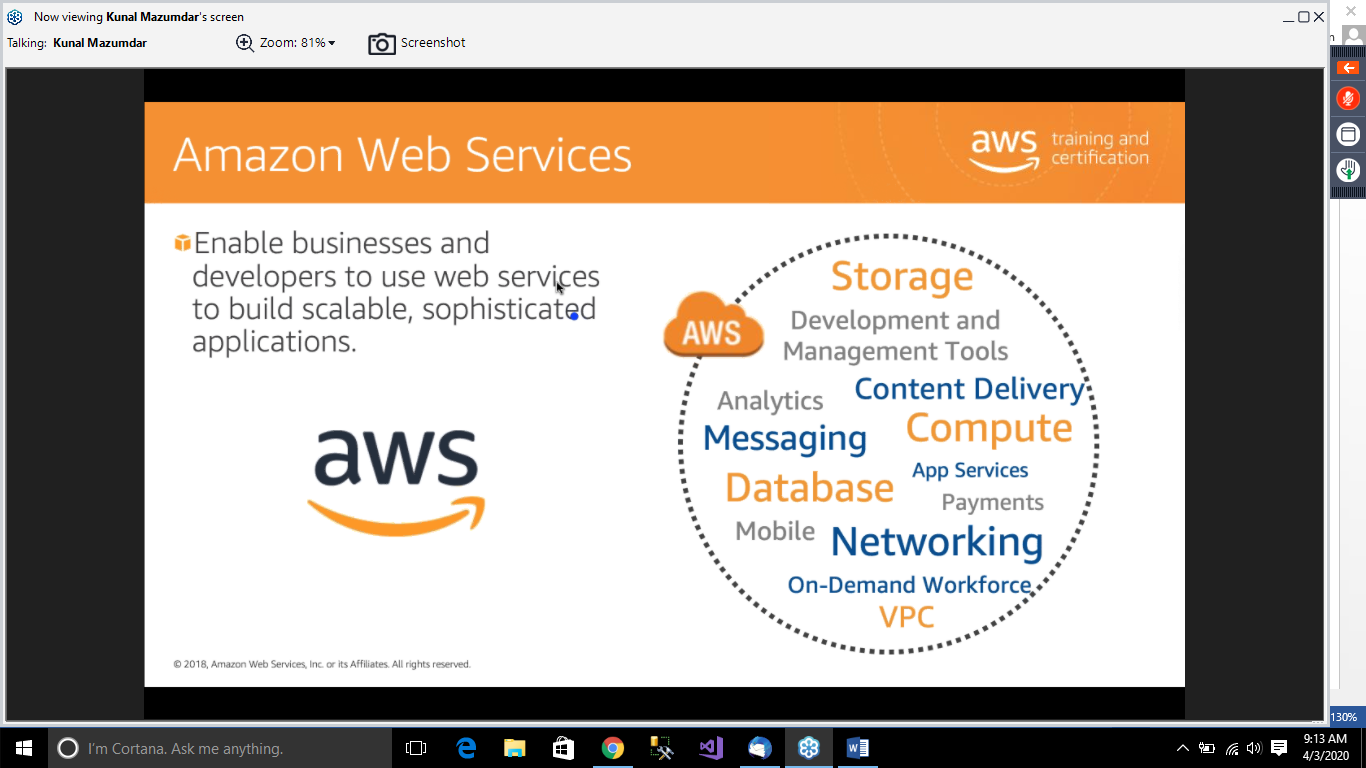 Now viewing Kunal Mazumdar's screen
Talking: Kunal Mazumdar
Zoom: 81%
Screenshot
Amazon Web Services
aws training and
certification
Enable businesses and
developers to use web services
to build scalable, sophisticated
applications.
aws
AWS
Storage
Development and
Management Tools
Analytics
Content Delivery
Messaging
Compute
Database
App Services
Payments
Mobile
Networking
On-Demand Workforce
VPC
© 2018, Amazon Web Services, Inc. or its Affiliates. All rights reserved.
130%
I'm Cortana. Ask me anything.
9:13 AM
4/3/2020